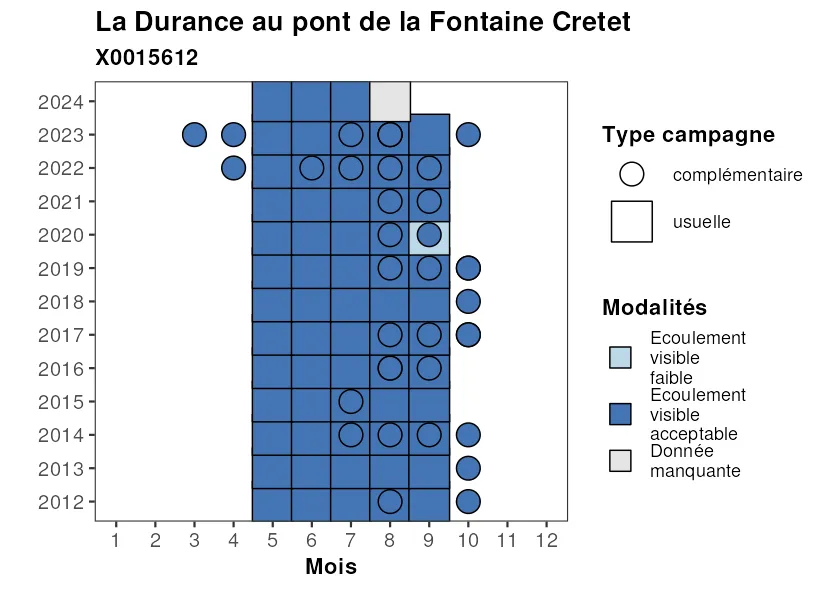 La Durance au pont de la Fontaine Cretet
X0015612
2024
2023
2022
2021
2020
2019
2018
2017
2016
2015
2014
2013
2012
1 2 3 4 5 6 7 8 9 10 11 12
Mois
Type campagne
complémentaire
usuelle
Modalités
Ecoulement
visible
faible
Ecoulement
visible
acceptable
Donnée
manquante